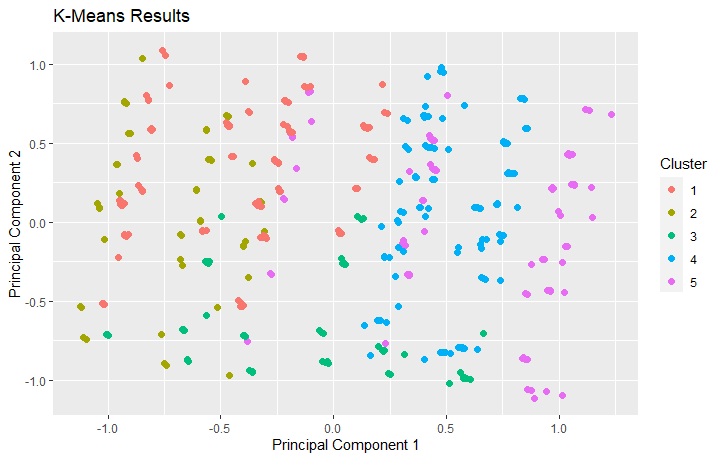 K-Means Results
Principal Component 2
1.0
0.5
0.0
-0.5
-1.0
-1.0 -0.5 0.0 0.5 1.0
Principal Component 1
Cluster
1
2
3
4
5